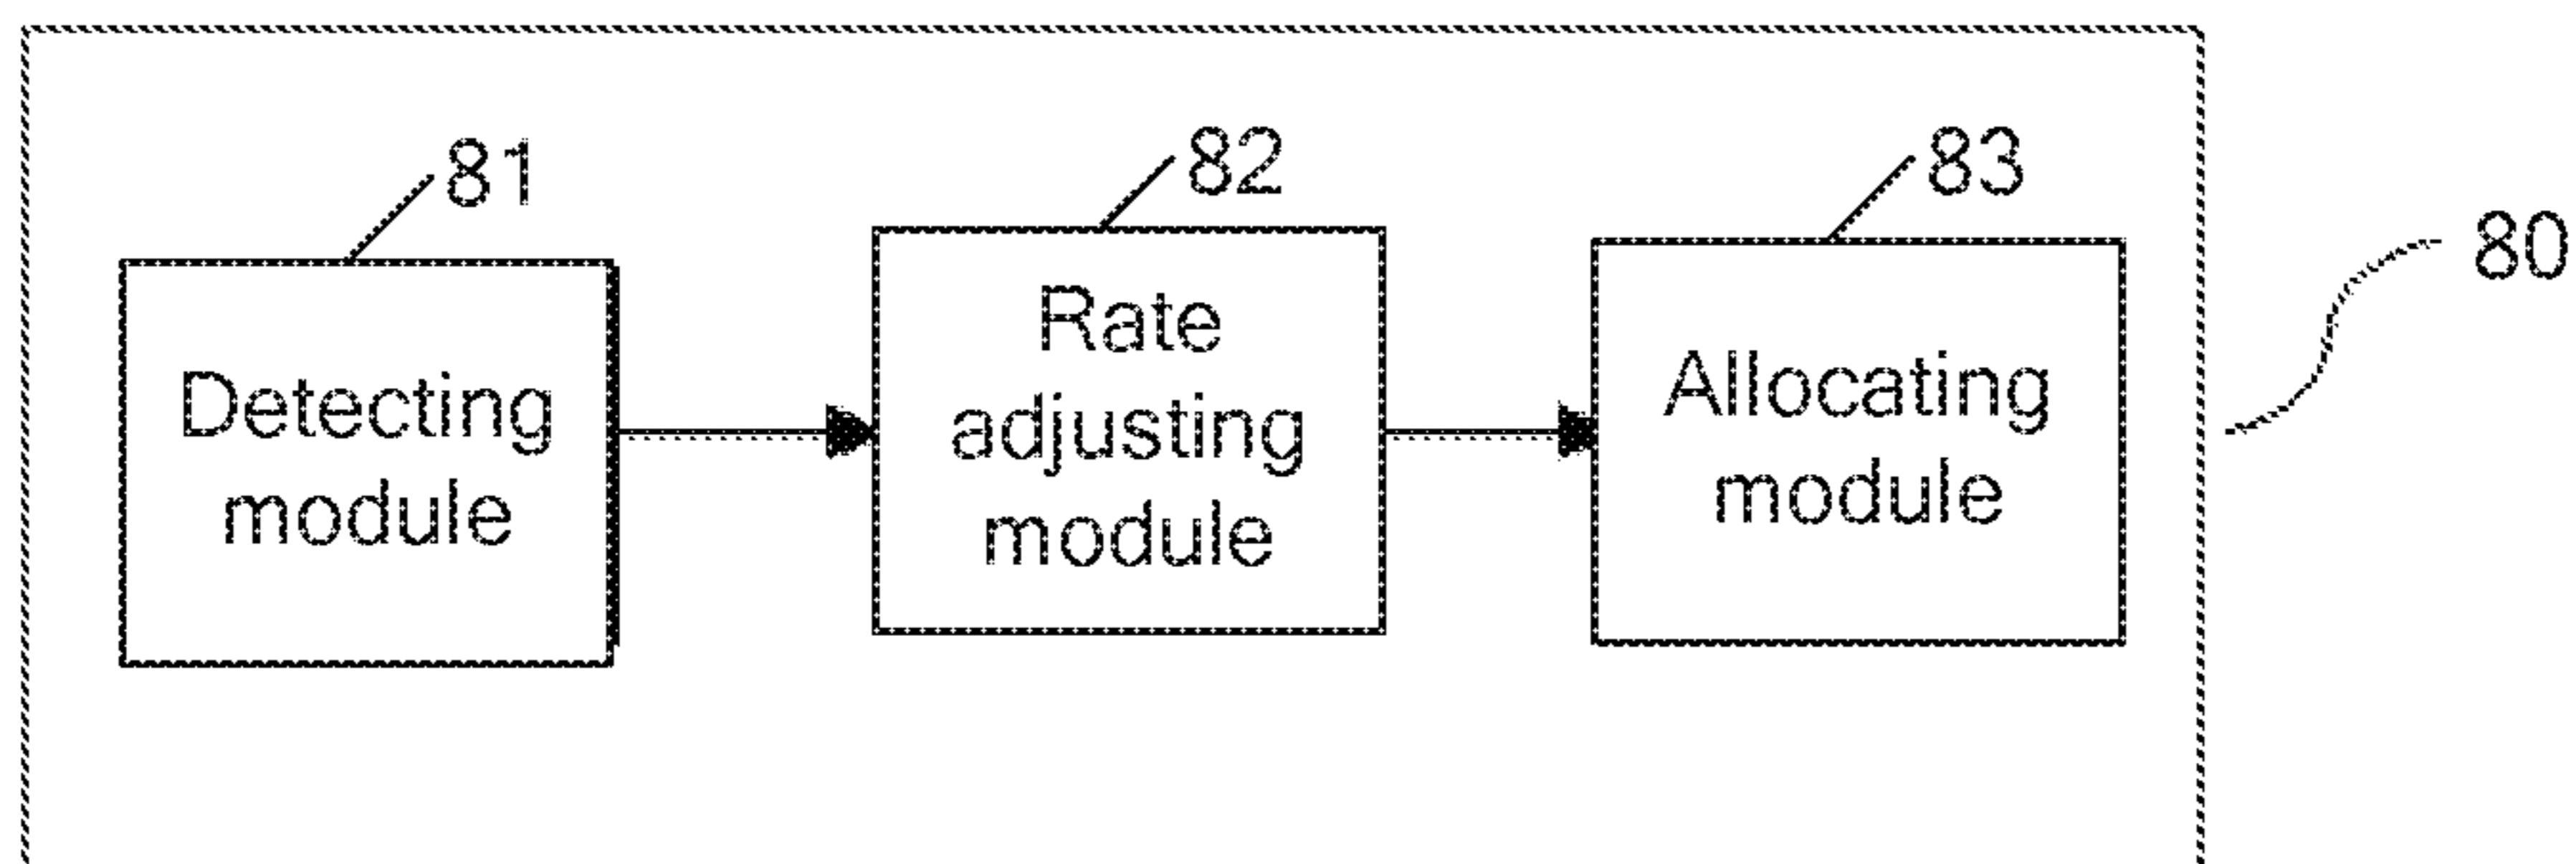 81
82
83
80
Detecting
module
Rate
adjusting
module
Allocating
module